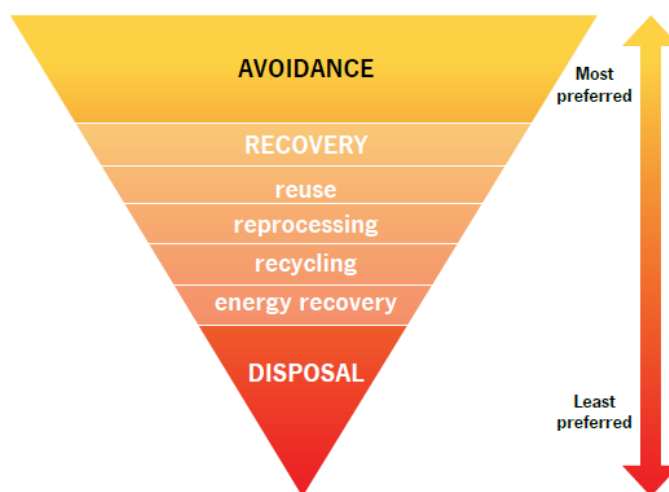 AVOIDANCE
Most
preferred
RECOVERY
reuse
reprocessing
recycling
energy recovery
DISPOSAL
Least
preferred